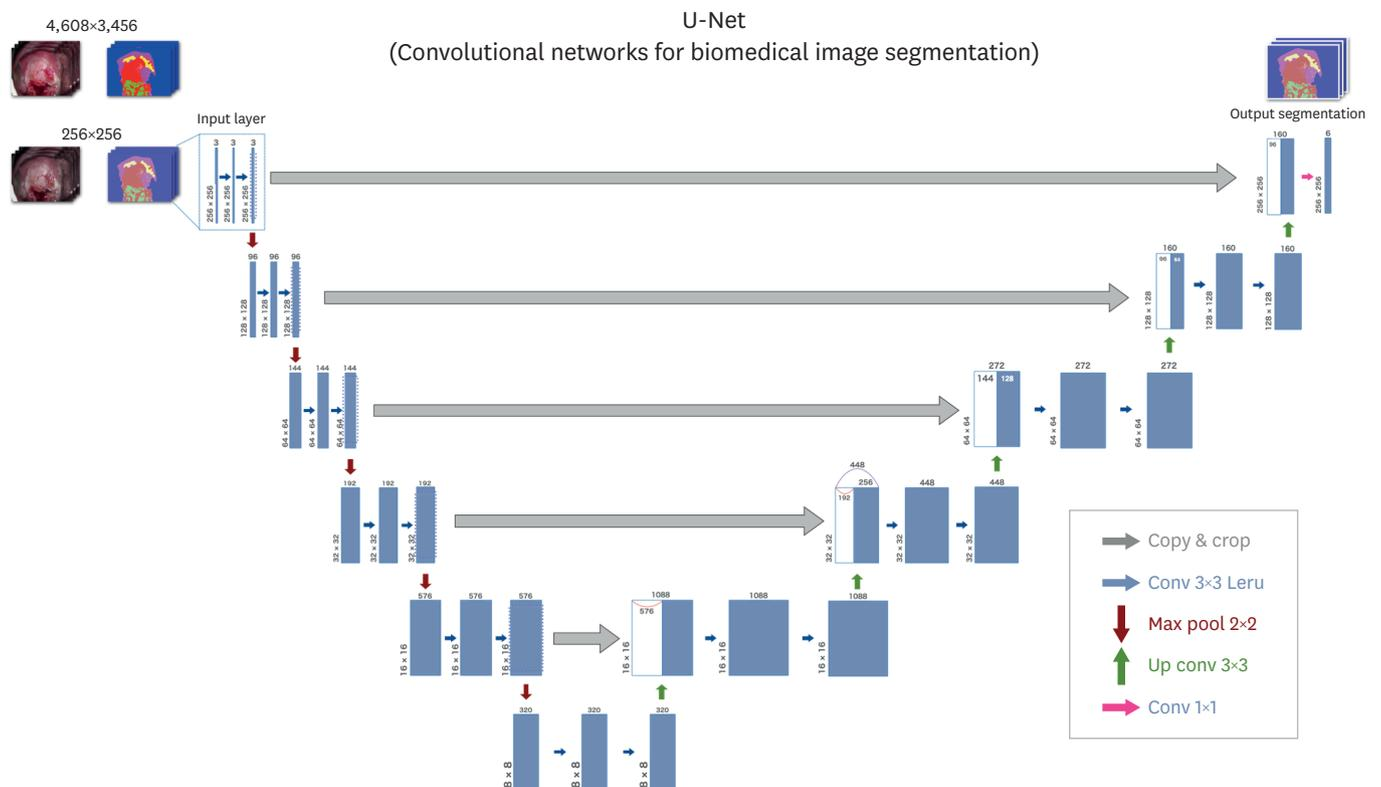 U-Net
(Convolutional networks for biomedical image segmentation)
4,608×3,456
256×256
Input layer
3 3 3
256 × 256 256 × 256 256 × 256
Output segmentation
160 6
96
256 × 256 256 × 256
96 96 96
128 × 128 128 × 128 128 × 128
160 160 160
96 64
128 × 128 128 × 128 128 × 128
144 144 144
64 × 64 64 × 64 64 × 64
272 272 272
144 128
64 × 64 64 × 64 64 × 64
192 192 192
32 × 32 32 × 32 32 × 32
448
256 448 448
192
32 × 32 32 × 32 32 × 32
576 576 576
16 × 16 16 × 16 16 × 16
1088 1088 1088
576
16 × 16 16 × 16 16 × 16
320 320 320
8 × 8 8 × 8 8 × 8
Copy & crop
Conv 3×3 Leru
Max pool 2×2
Up conv 3×3
Conv 1×1